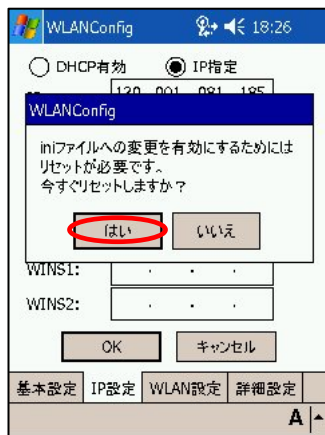 WLANConfig 18:26
DHCP有効 IP指定
WLANConfig
iniファイルへの変更を有効にするためには
リセットが必要です。
今すぐリセットしますか？
はい いいえ
WINS1:
WINS2:
OK キャンセル
基本設定 IP設定 WLAN設定 詳細設定
A